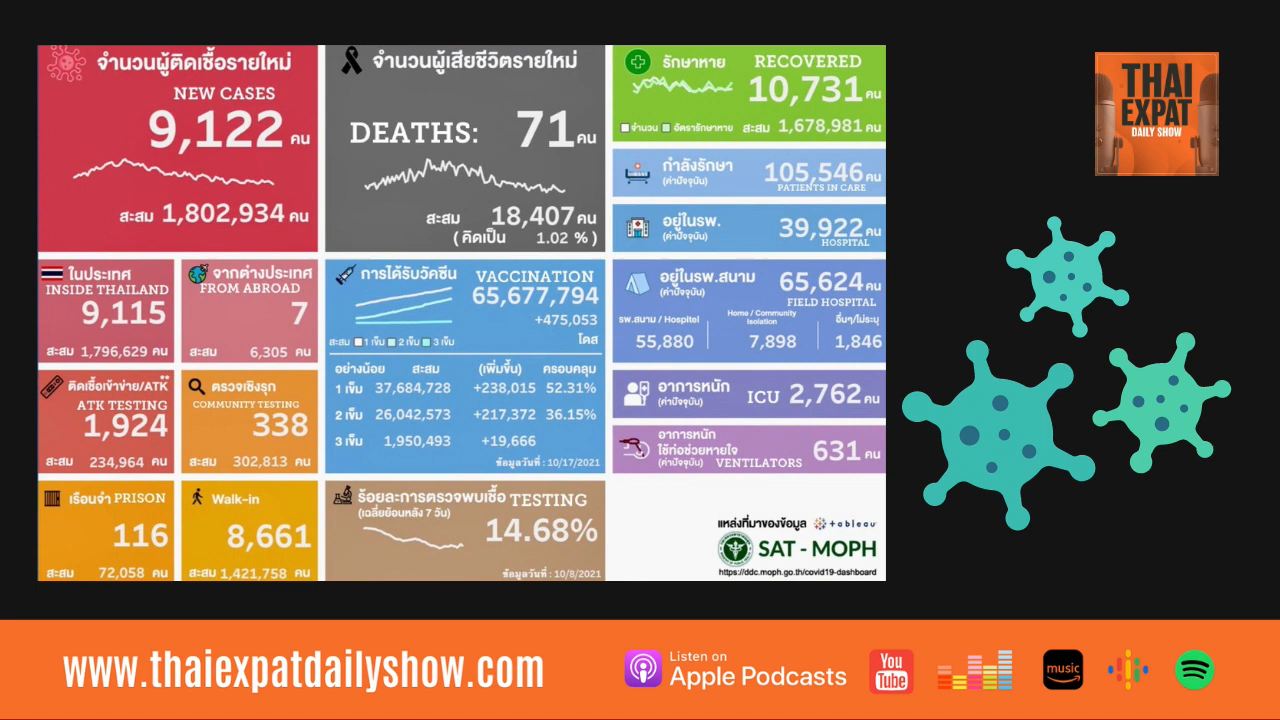 จำนวนผู้ติดเชื้อรายใหม่
NEW CASES
9,122 คน
สะสม 1,802,934 คน
จำนวนผู้เสียชีวิตรายใหม่
DEATHS: 71 คน
สะสม 18,407 คน
( คิดเป็น 1.02 % )
รักษาหาย RECOVERED
10,731 คน
จำนวน อัตรารักษาหาย สะสม 1,678,981 คน
กำลังรักษา
(ค่าปัจจุบัน)
105,546 คน
PATIENTS IN CARE
อยู่ในรพ.
(ค่าปัจจุบัน)
39,922 คน
HOSPITAL
ในประเทศ
INSIDE THAILAND
9,115
สะสม 1,796,629 คน
จากต่างประเทศ
FROM ABROAD
7
สะสม 6,305 คน
การได้รับวัคซีน VACCINATION
65,677,794
+475,053
โดส
สะสม 1 เข็ม 2 เข็ม 3 เข็ม
อย่างน้อย สะสม (เพิ่มขึ้น) ครอบคลุม
1 เข็ม 37,684,728 +238,015 52.31%
2 เข็ม 26,042,573 +217,372 36.15%
3 เข็ม 1,950,493 +19,666
ข้อมูลวันที่ : 10/17/2021
อยู่ในรพ.สนาม
(ค่าปัจจุบัน)
65,624 คน
FIELD HOSPITAL
รพ.สนาม / Hospitel
55,880
Home / Community
Isolation
7,898
อื่นๆ/ไม่ระบุ
1,846
ติดเชื้อเข้าข่าย/ATK**
ATK TESTING
1,924
สะสม 234,964 คน
ตรวจเชิงรุก
COMMUNITY TESTING
338
สะสม 302,813 คน
อาการหนัก
(ค่าปัจจุบัน)
ICU 2,762 คน
อาการหนัก
ใช้ท่อช่วยหายใจ
(ค่าปัจจุบัน) VENTILATORS
631 คน
เรือนจำ PRISON
116
สะสม 72,058 คน
Walk-in
8,661
สะสม 1,421,758 คน
ร้อยละการตรวจพบเชื้อ TESTING
(เฉลี่ยย้อนหลัง 7 วัน)
14.68%
ข้อมูลวันที่ : 10/8/2021
แหล่งที่มาของข้อมูล +tableau
SAT - MOPH
https://ddc.moph.go.th/covid19-dashboard
THAI
EXPAT
DAILY SHOW
www.thaiexpatdailyshow.com
Listen on
Apple Podcasts
You
Tube
music